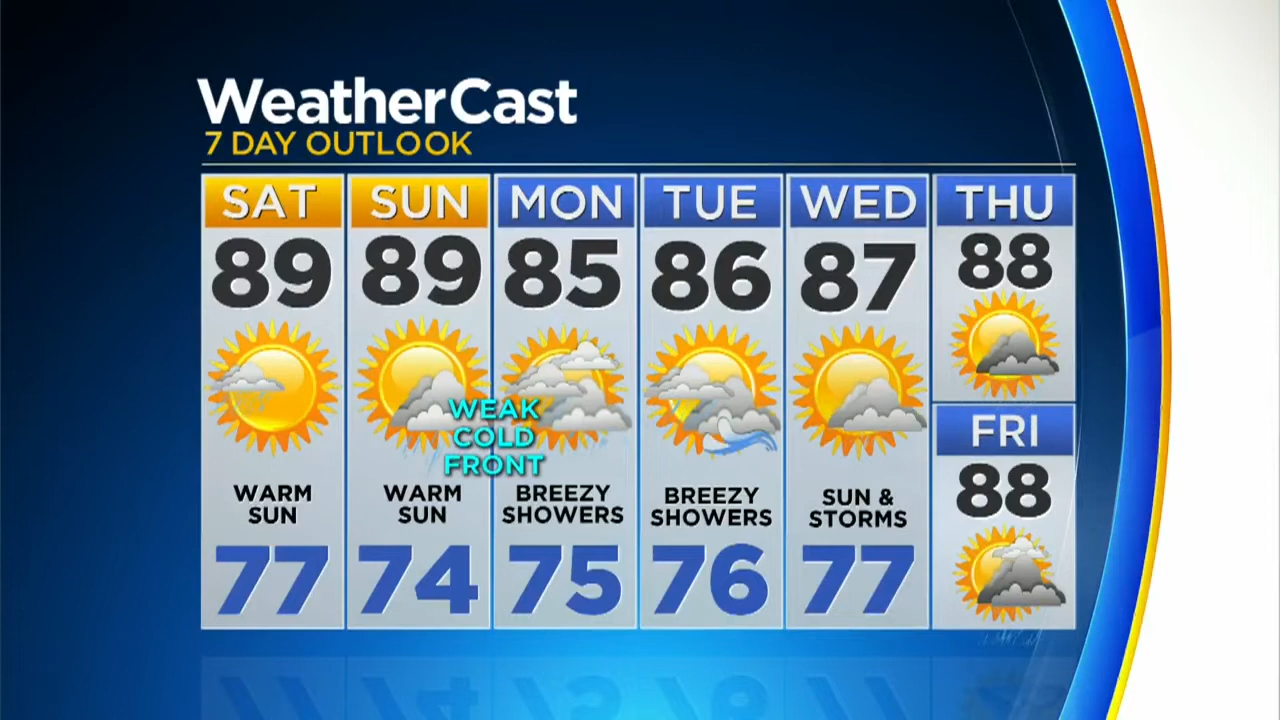 WeatherCast
7 DAY OUTLOOK
SAT
89
WARM
SUN
77
SUN
89
WARM
SUN
74
WEAK
COLD
FRONT
MON
85
BREEZY
SHOWERS
75
TUE
86
BREEZY
SHOWERS
76
WED
87
SUN &
STORMS
77
THU
88
FRI
88